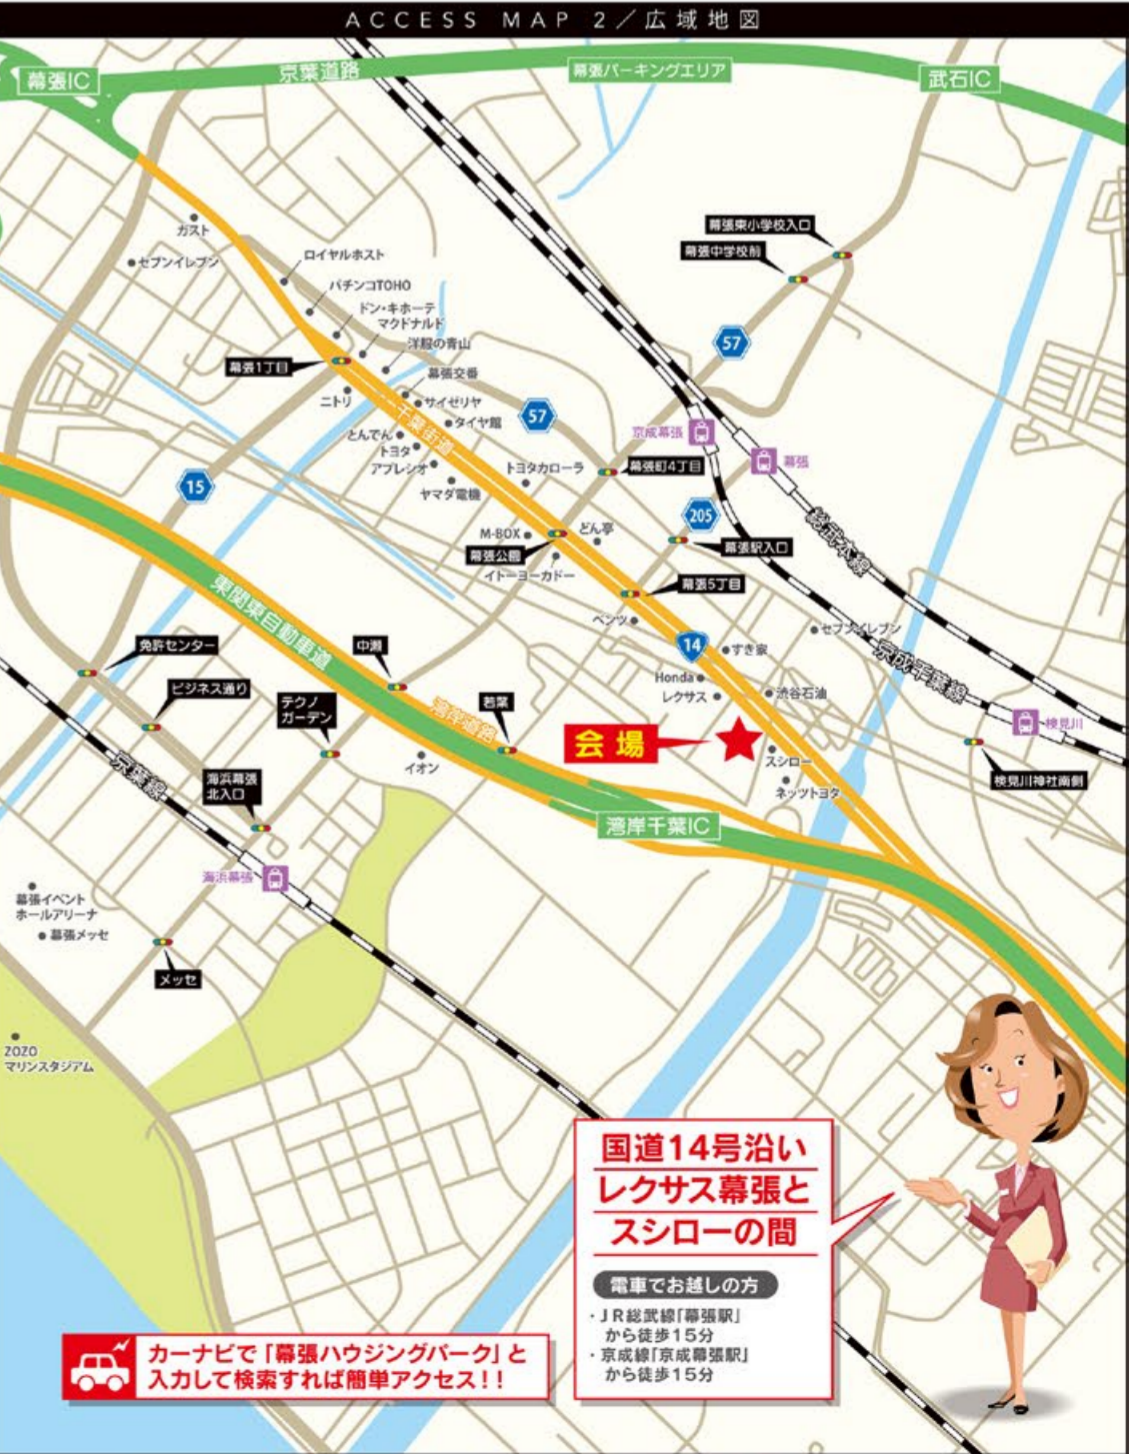 ACCESS MAP 2／広域地図
幕張IC
京葉道路
幕張パーキングエリア
武石IC
ガスト
セブンイレブン
ロイヤルホスト
パチンコTOHO
ドン・キホーテ
マクドナルド
洋服の青山
幕張交番
幕張1丁目
ニトリ
サイゼリヤ
タイヤ館
千葉街道
とんでん
トヨタ
アプレシオ
ヤマダ電機
トヨタカローラ
幕張東小学校入口
幕張中学校前
57
57
京成幕張
幕張
幕張町4丁目
15
205
総武本線
M-BOX
どん亭
幕張公園
イトーヨーカドー
幕張駅入口
幕張5丁目
東関東自動車道
ベンツ
14
すき家
セブンイレブン
京成千葉線
免許センター
中瀬
ビジネス通り
テクノ
ガーデン
湾岸道路
若葉
Honda
レクサス
渋谷石油
会場
検見川
スシロー
ネッツトヨタ
検見川神社南側
京葉線
イオン
海浜幕張
北入口
湾岸千葉IC
海浜幕張
幕張イベント
ホールアリーナ
幕張メッセ
メッセ
ZOZO
マリンスタジアム
国道14号沿い
レクサス幕張と
スシローの間
電車でお越しの方
・JR総武線「幕張駅」
から徒歩15分
・京成線「京成幕張駅」
から徒歩15分
カーナビで「幕張ハウジングパーク」と
入力して検索すれば簡単アクセス!!